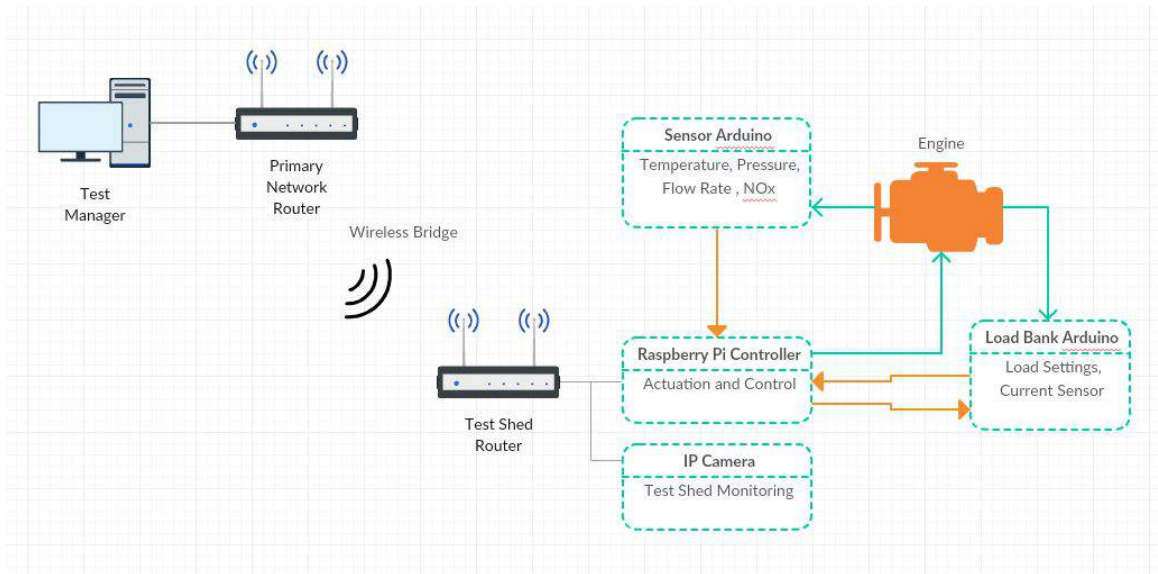 Test
Manager
Primary
Network
Router
Wireless Bridge
Test Shed
Router
Sensor Arduino
Temperature, Pressure,
Flow Rate , NOx
Engine
Raspberry Pi Controller
Actuation and Control
Load Bank Arduino
Load Settings,
Current Sensor
IP Camera
Test Shed Monitoring